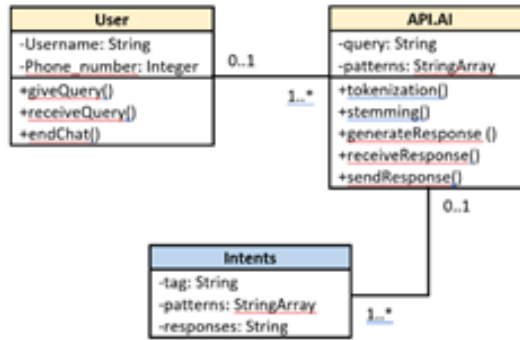 User
-Username: String
-Phone_number: Integer
+giveQuery()
+receiveQuery()
+endChat()
0..1
1..*
API.AI
-query: String
-patterns: StringArray
+tokenization()
+stemming()
+generateResponse ()
+receiveResponse()
+sendResponse()
0..1
Intents
-tag: String
-patterns: StringArray
-responses: String
1..*